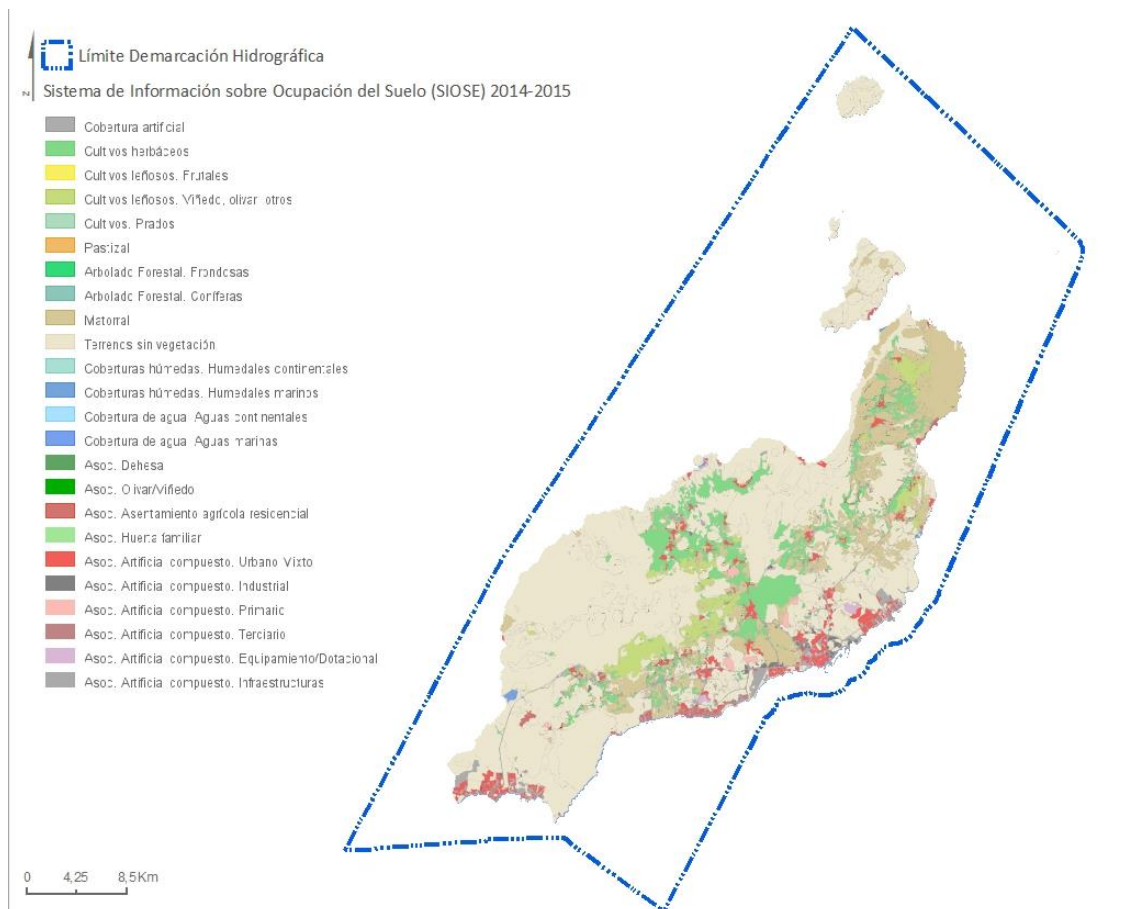 Límite Demarcación Hidrográfica
N
Sistema de Información sobre Ocupación del Suelo (SIOSE) 2014-2015
Cobertura artificial
Cultivos herbáceos
Cultivos leñosos. Frutales
Cultivos leñosos. Viñedo, olivar otros
Cultivos. Prados
Pastizal
Arbolado Forestal. Frondosas
Arbolado Forestal. Coníferas
Matorral
Terrenos sin vegetación
Coberturas húmedas. Humedales continentales
Coberturas húmedas. Humedales marinos
Cobertura de agua. Aguas continentales
Cobertura de agua. Aguas marinas
Asoc. Dehesa
Asoc. Olivar/Viñedo
Asoc. Asentamiento agrícola residencial
Asoc. Huerta familiar
Asoc. Artificial compuesto. Urbano Mixto
Asoc. Artificial compuesto. Industrial
Asoc. Artificial compuesto. Primario
Asoc. Artificial compuesto. Terciario
Asoc. Artificial compuesto. Equipamiento/Dotacional
Asoc. Artificial compuesto. Infraestructuras
0 4,25 8,5Km